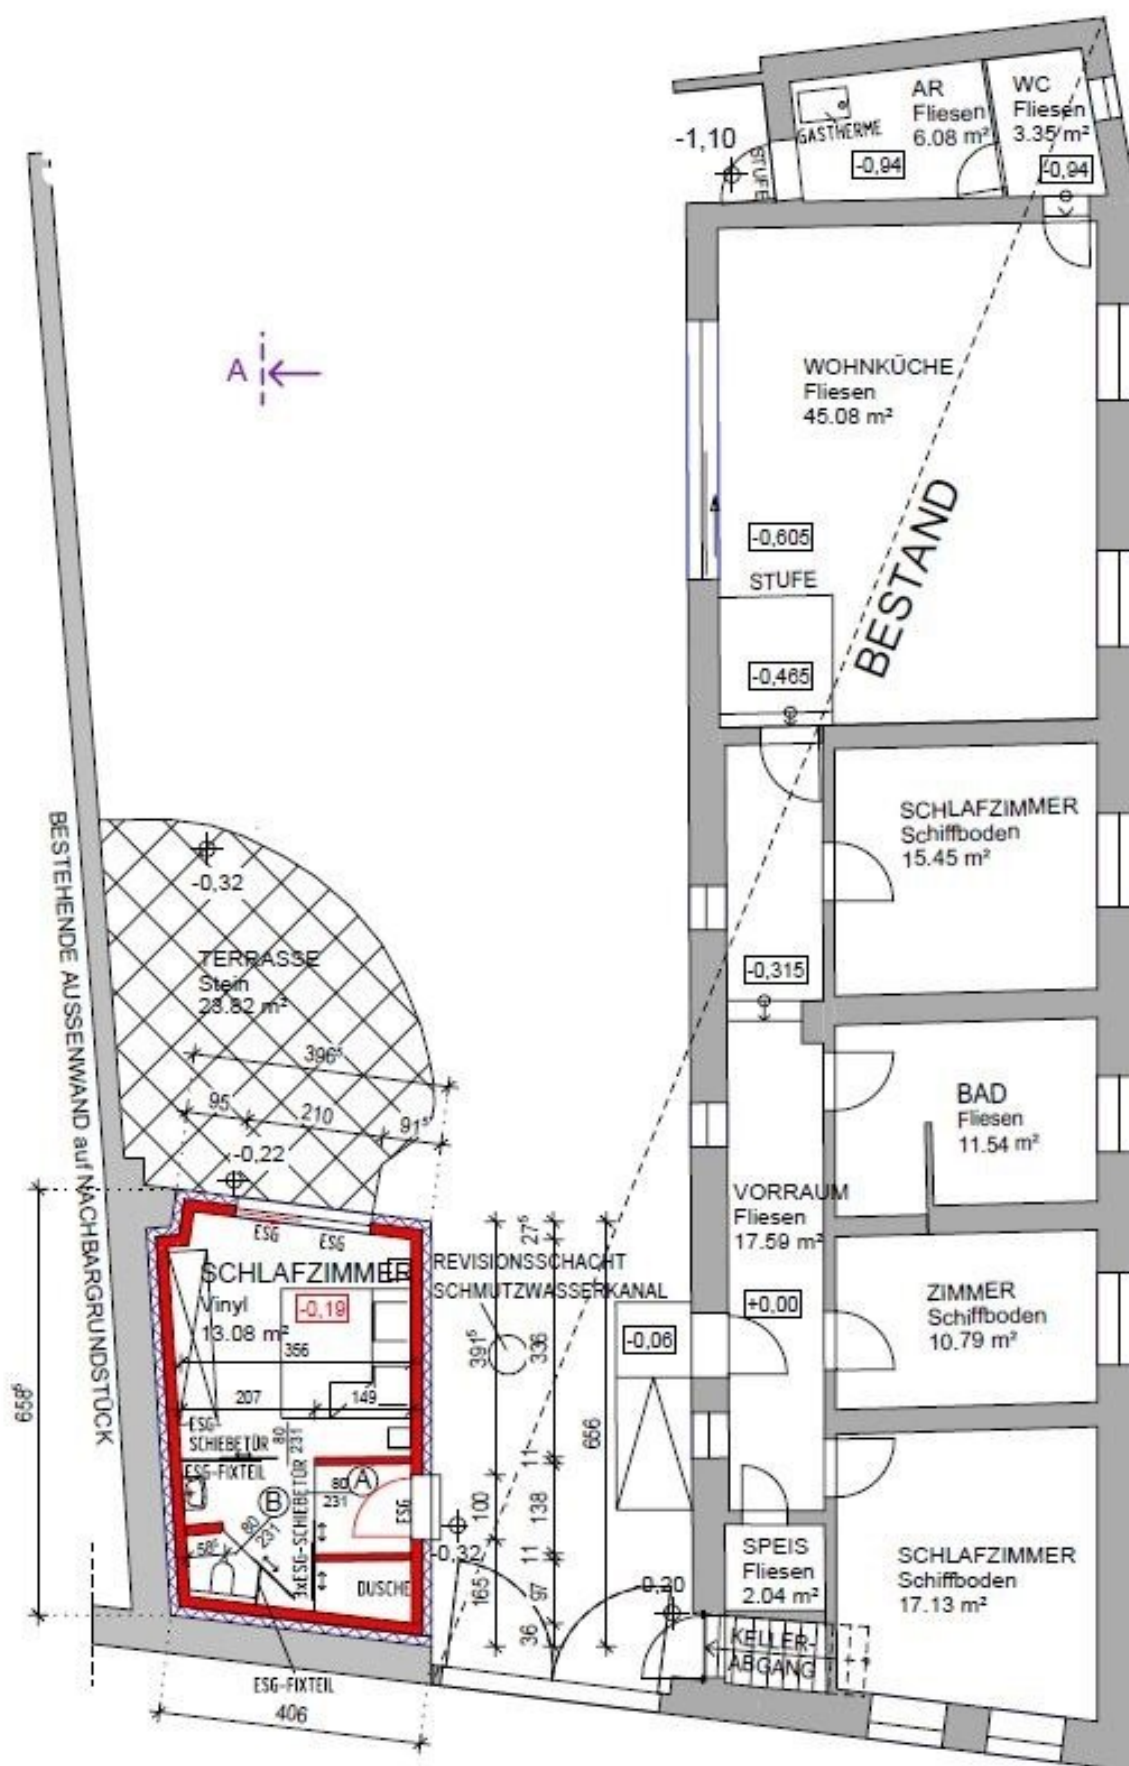 AR
Fliesen
6.08 m²
WC
Fliesen
3.35 m²
GASTHERME
-1,10
STUFE
-0,94
-0,94
A
WOHNKÜCHE
Fliesen
45.08 m²
BESTAND
-0,605
STUFE
-0,465
SCHLAFZIMMER
Schiffboden
15.45 m²
BESTEHENDE AUSSENWAND auf NACHBARGRUNDSTÜCK
-0,32
TERRASSE
Stein
23.82 m²
-0,315
396⁵
95
210
91⁵
-0,22
BAD
Fliesen
11.54 m²
VORRAUM
Fliesen
17.59 m²
+0,00
ESG
ESG
27⁵
REVISIONSSCHACHT
SCHMUTZWASSERKANAL
SCHLAFZIMMER
Vinyl
13.08 m²
-0,19
356
207
149
391⁵
336
656
-0,06
ZIMMER
Schiffboden
10.79 m²
658⁵
ESG-
SCHIEBETÜR
80
231
ESG-FIXTEIL
1xESG-SCHIEBETÜR
A
80
231
B
80
231
58⁵
ESG
DUSCHE
-0,32
11
100
138
11
165
97
36
-0,20
SPEIS
Fliesen
2.04 m²
SCHLAFZIMMER
Schiffboden
17.13 m²
KELLER-
ABGANG
ESG-FIXTEIL
406